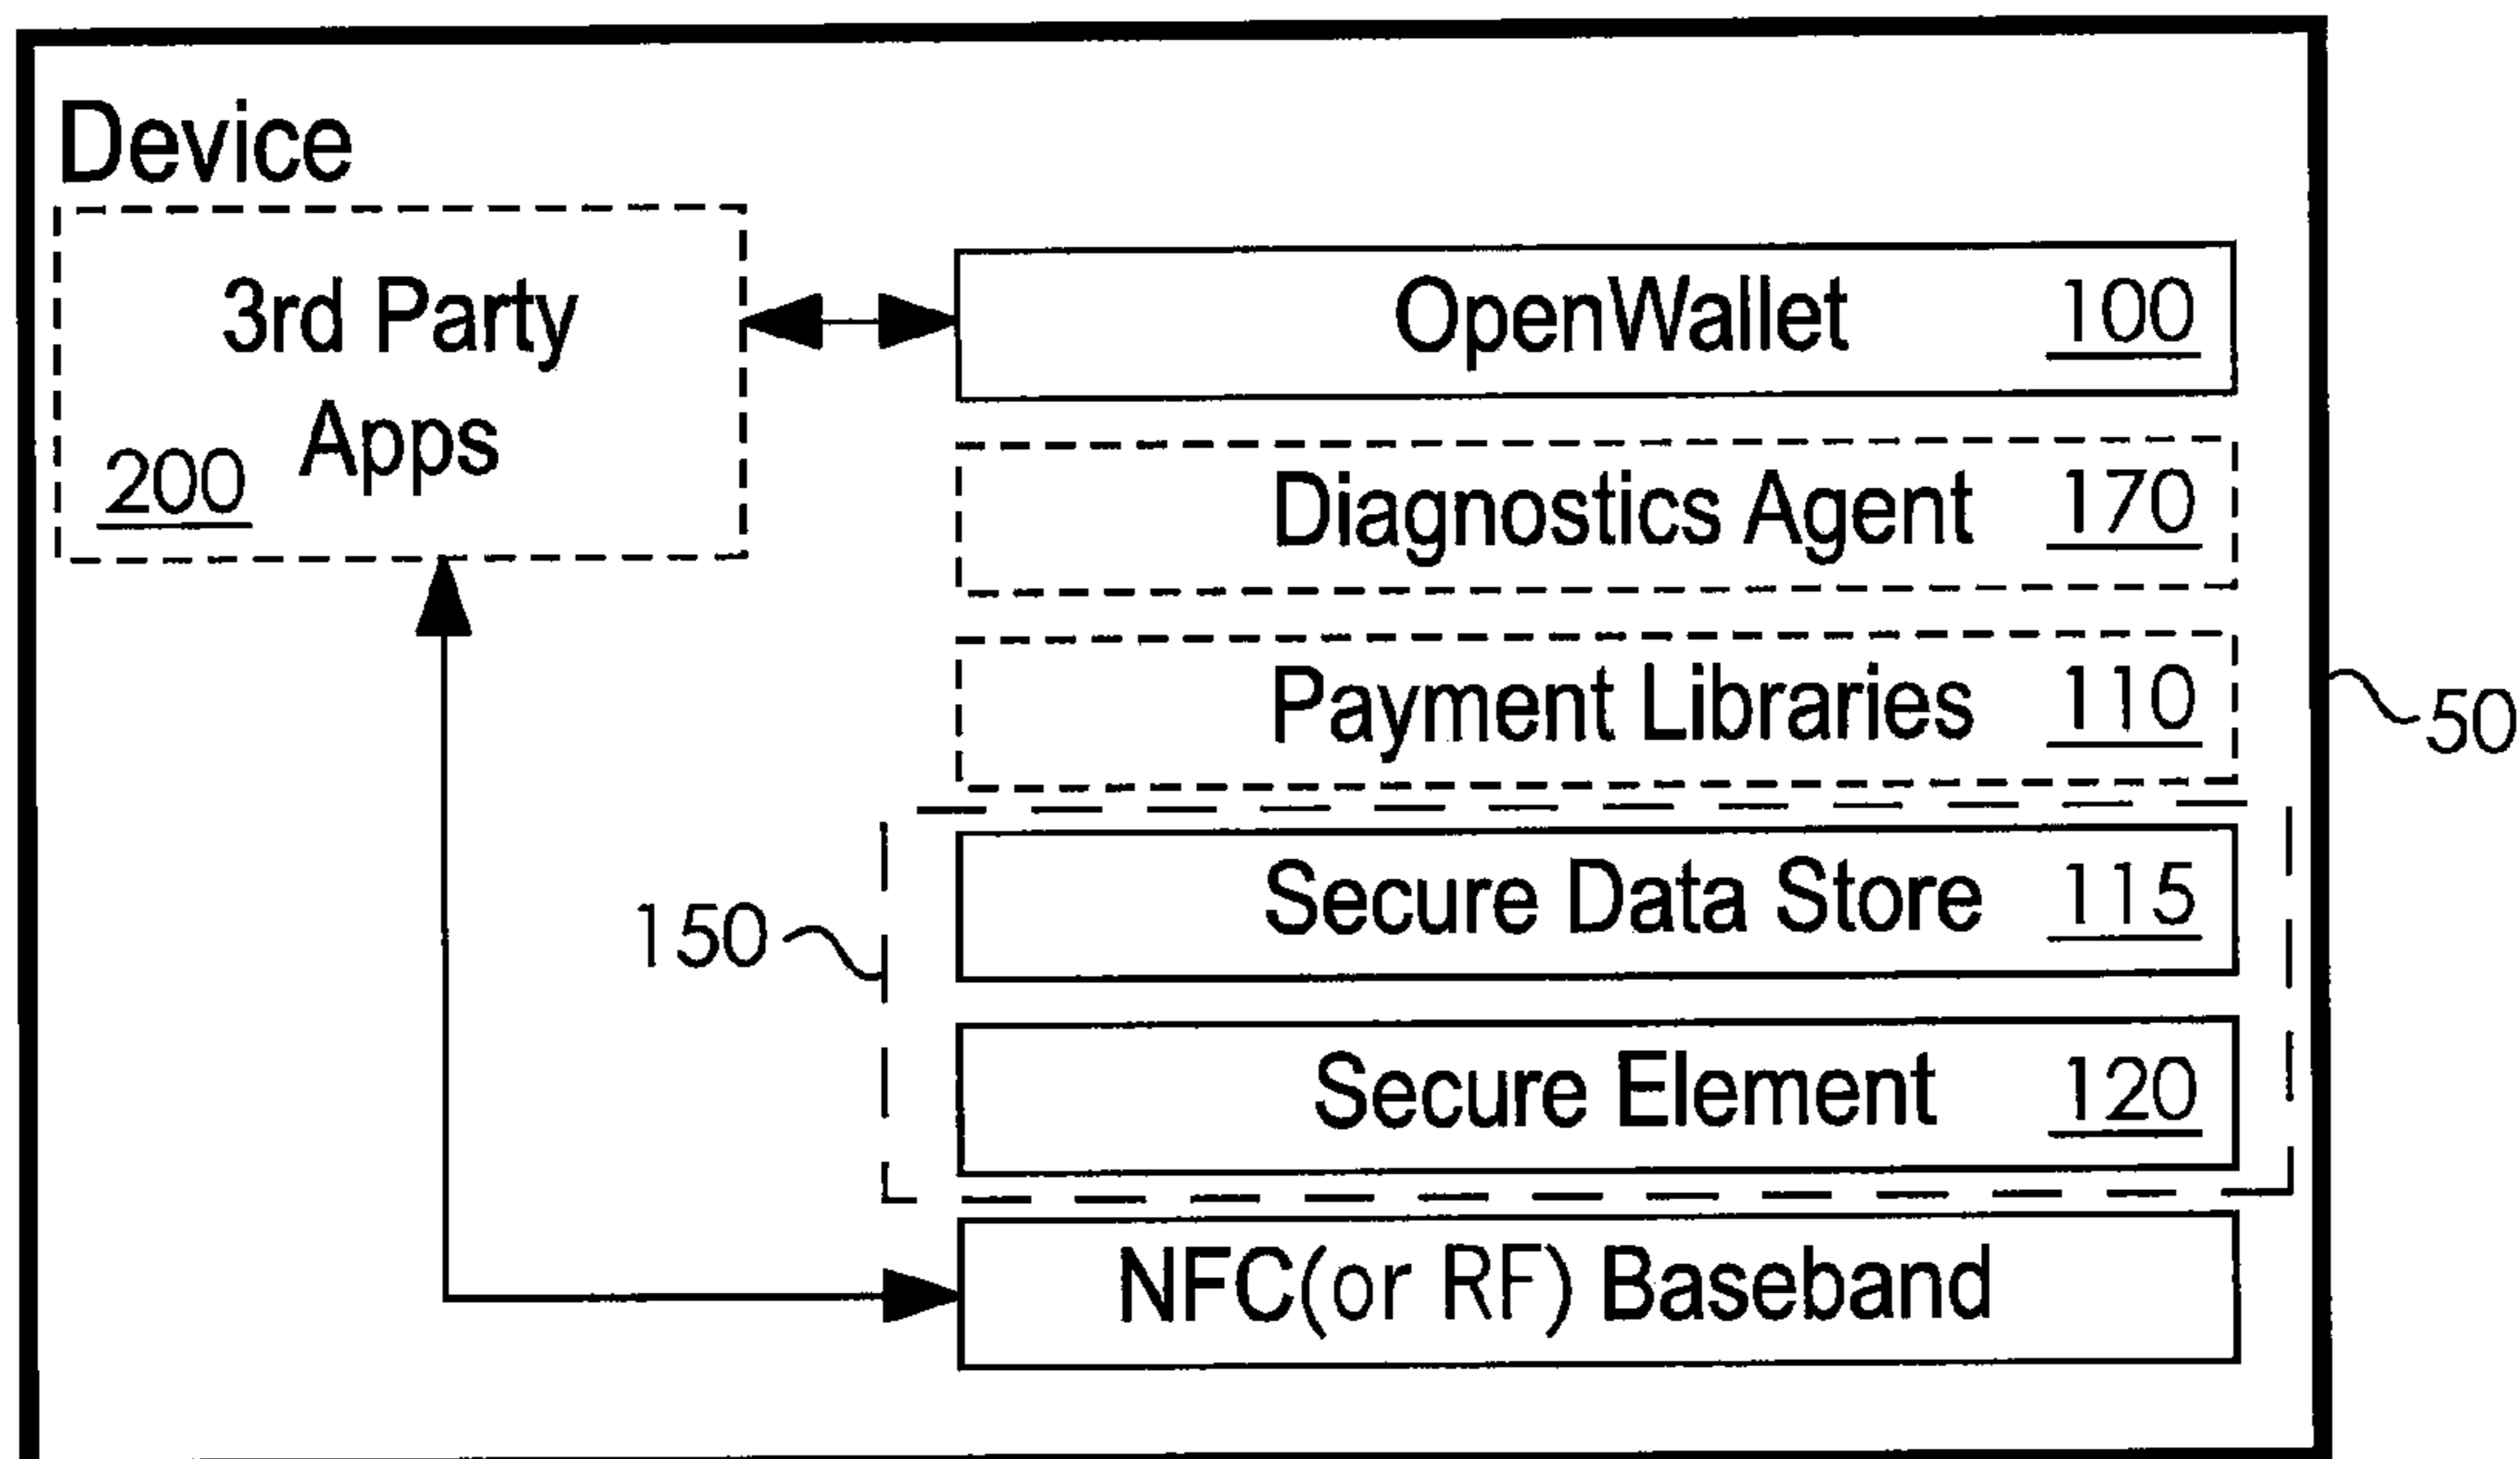 Device
3rd Party
Apps
200
OpenWallet 100
Diagnostics Agent 170
Payment Libraries 110
50
Secure Data Store 115
150
Secure Element 120
NFC(or RF) Baseband